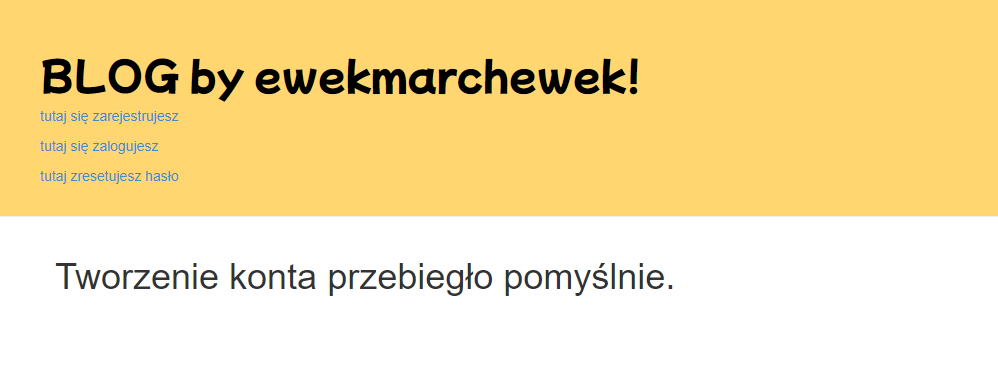 BLOG by ewekmarchewek!
tutaj się zarejestrujesz
tutaj się zalogujesz
tutaj zresetujesz hasło
Tworzenie konta przebiegło pomyślnie.